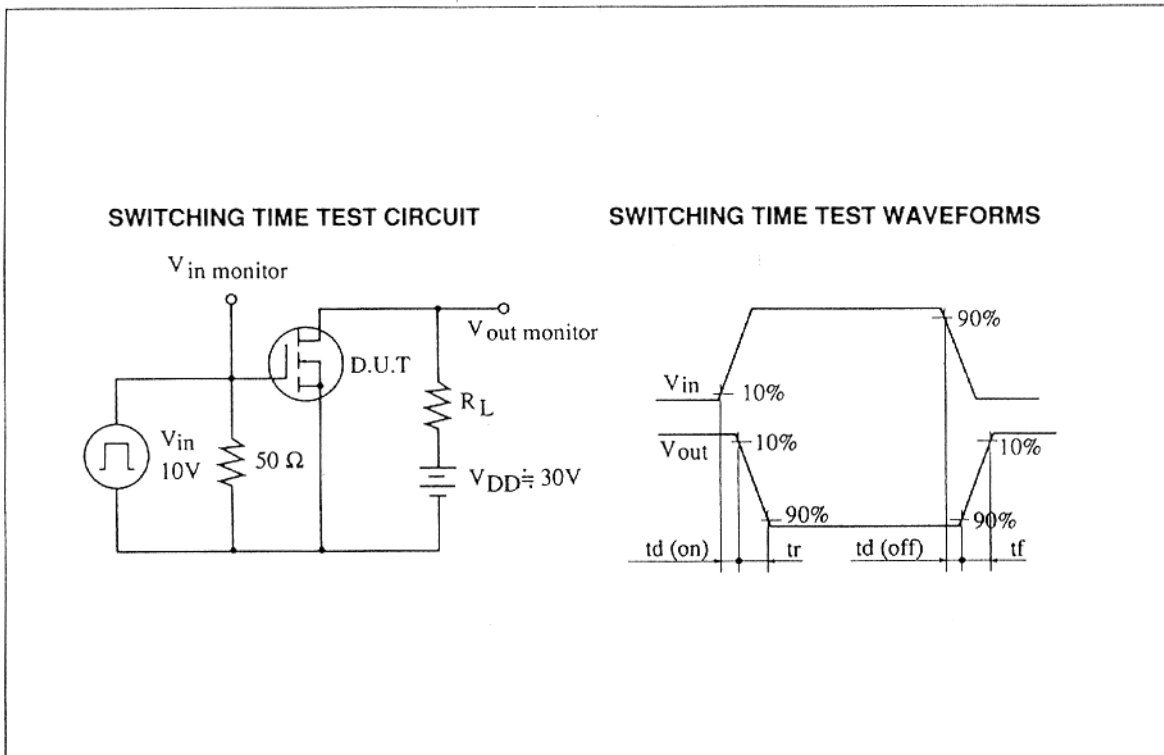 SWITCHING TIME TEST CIRCUIT
V in monitor
V out monitor
D.U.T
R L
V in
10V
50 Ω
V DD ≒ 30V
SWITCHING TIME TEST WAVEFORMS
90%
Vin
10%
Vout
10%
10%
90%
90%
td (on)
tr
td (off)
tf